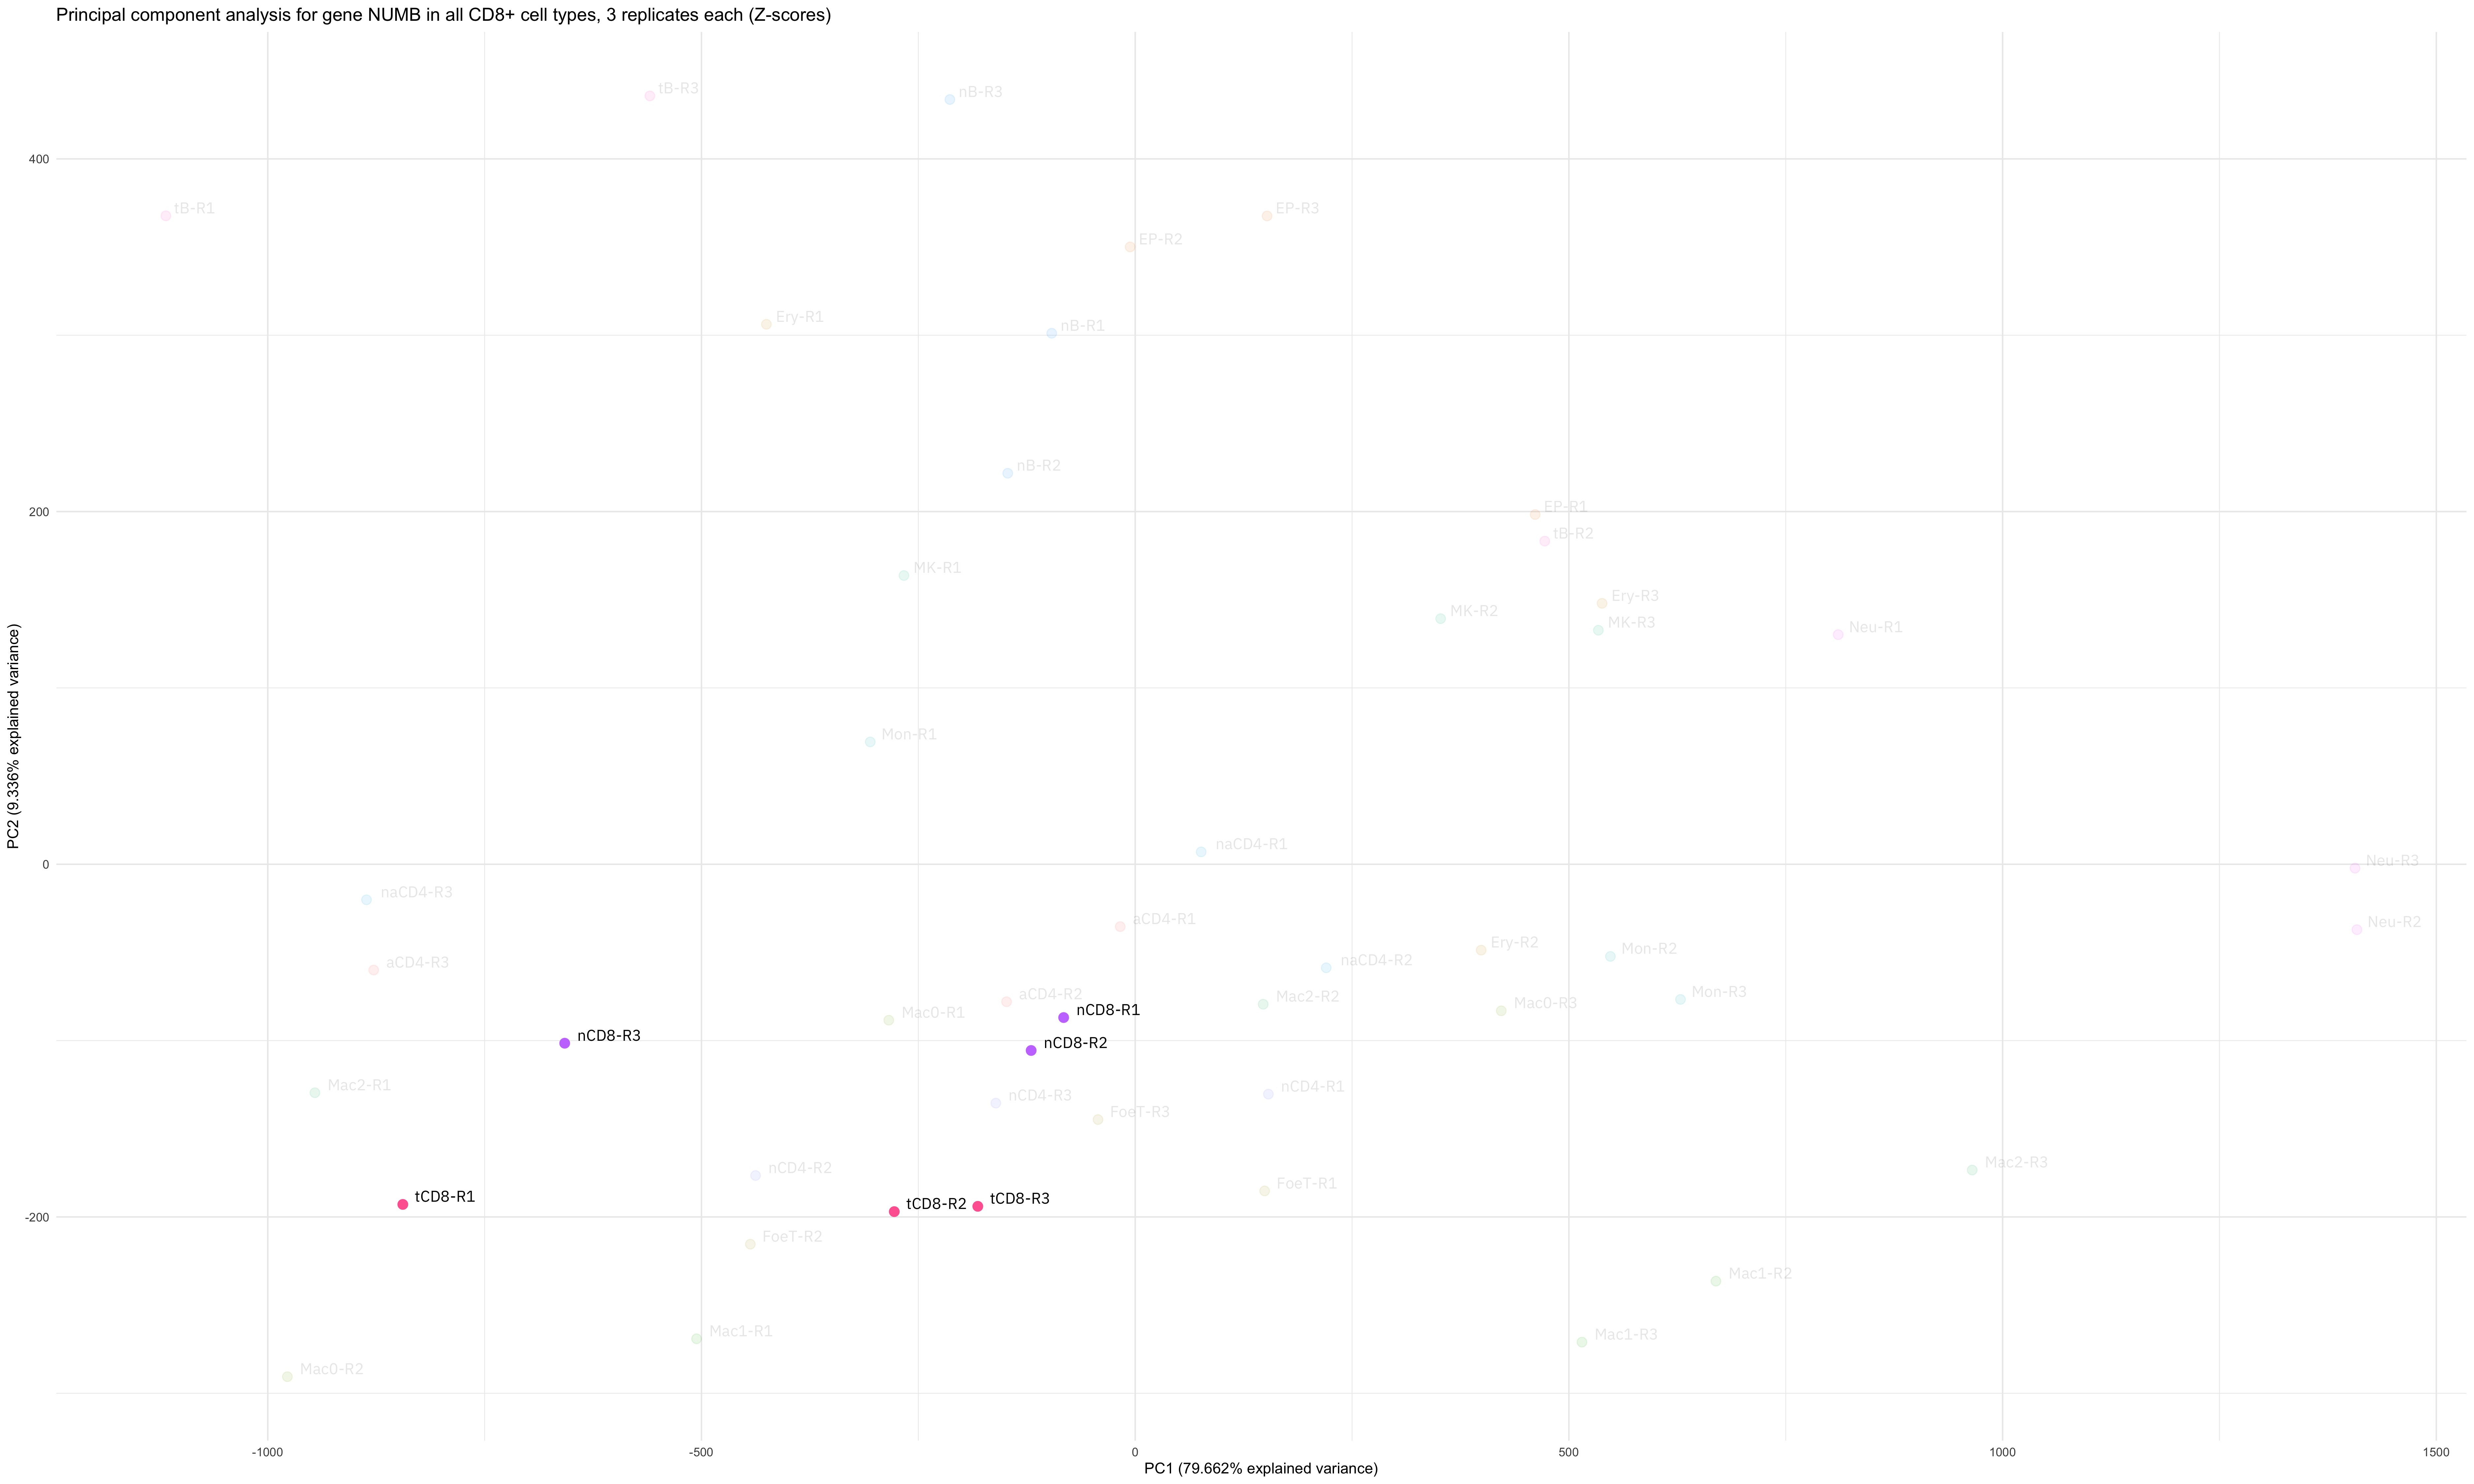 Principal component analysis for gene NUMB in all CD8+ cell types, 3 replicates each (Z-scores)
tB-R3
nB-R3
400
tB-R1
EP-R3
EP-R2
Ery-R1
nB-R1
nB-R2
200
EP-R1
tB-R2
MK-R1
Ery-R3
MK-R2
MK-R3
Neu-R1
PC2 (9.336% explained variance)
Mon-R1
naCD4-R1
0
Neu-R3
naCD4-R3
aCD4-R1
Neu-R2
Ery-R2
Mon-R2
aCD4-R3
naCD4-R2
aCD4-R2
Mac2-R2
Mon-R3
Mac0-R3
nCD8-R1
Mac0-R1
nCD8-R3
nCD8-R2
Mac2-R1
nCD4-R1
nCD4-R3
FoeT-R3
Mac2-R3
nCD4-R2
FoeT-R1
tCD8-R1
tCD8-R3
tCD8-R2
-200
FoeT-R2
Mac1-R2
Mac1-R1
Mac1-R3
Mac0-R2
-1000
-500
0
500
1000
1500
PC1 (79.662% explained variance)